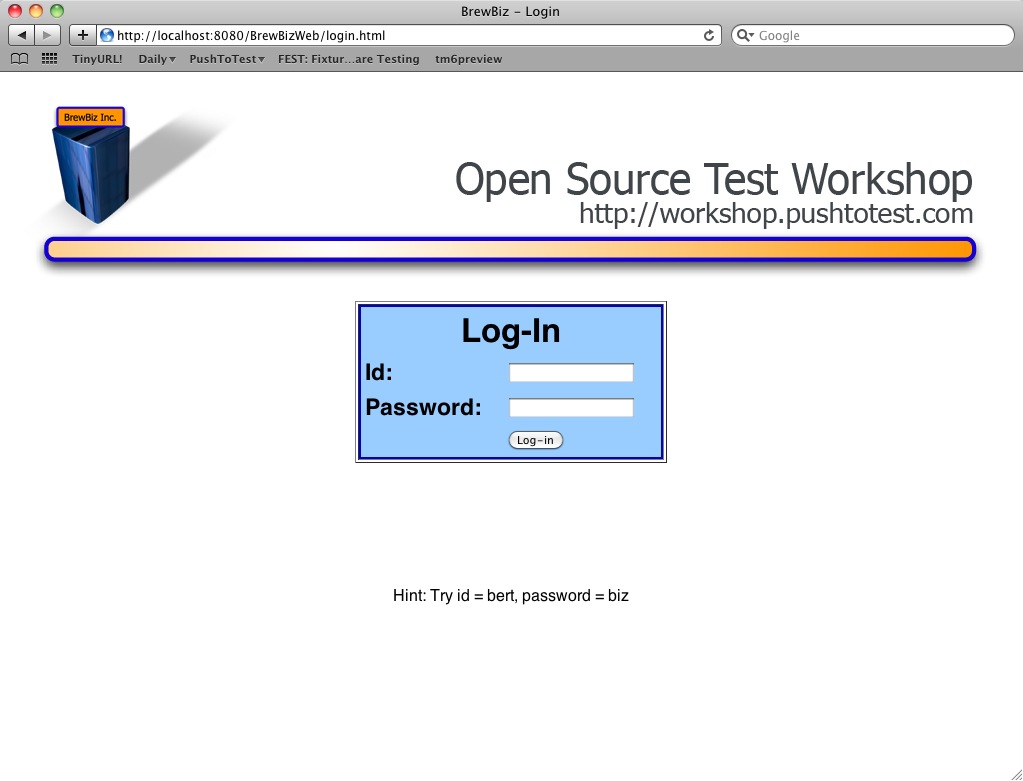 BrewBiz - Login
http://localhost:8080/BrewBizWeb/login.html
Google
TinyURL! Daily PushToTest FEST: Fixtur...are Testing tm6preview
BrewBiz Inc.
Open Source Test Workshop
http://workshop.pushtotest.com
Log-In
Id:
Password:
Log-in
Hint: Try id = bert, password = biz